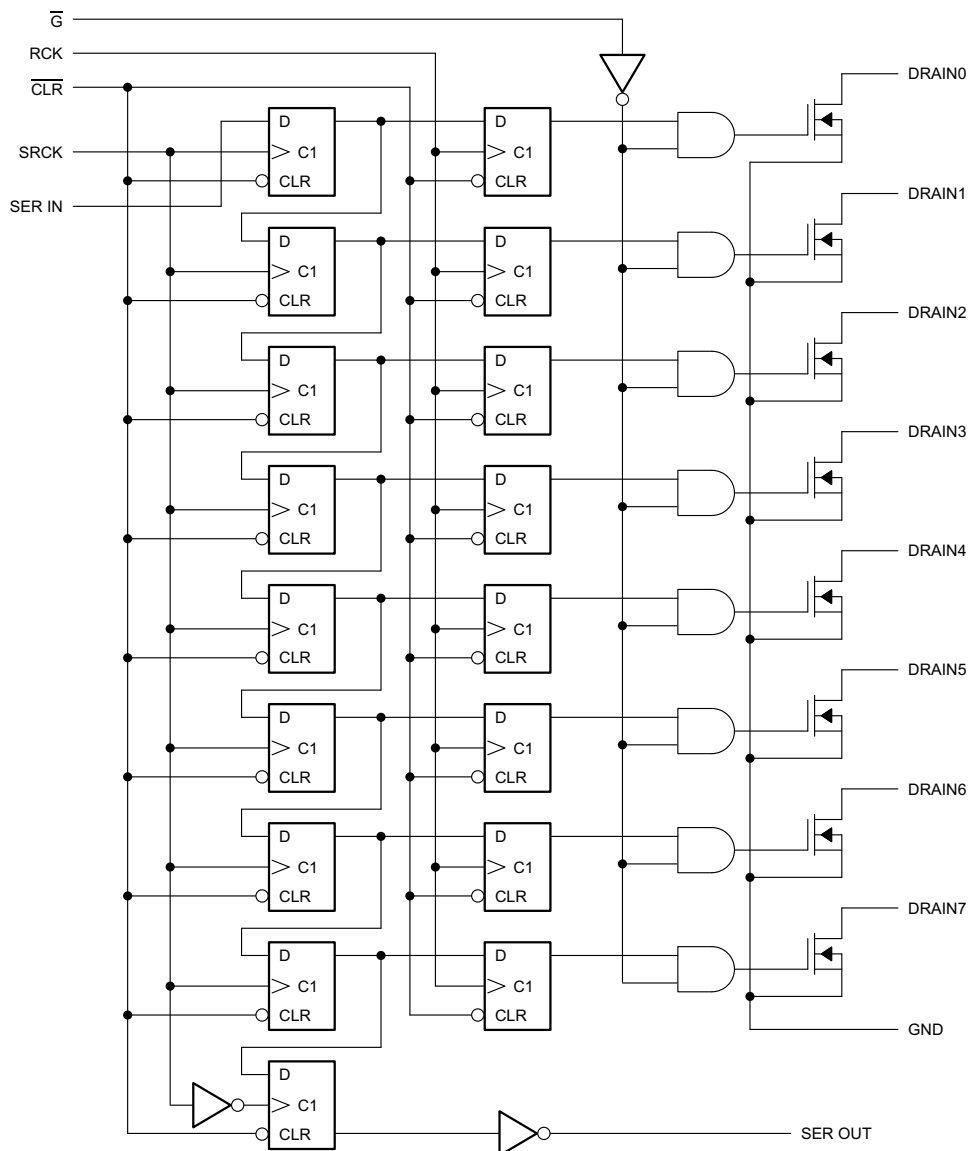 G
RCK
CLR
DRAIN0
D D
SRCK C1 C1
CLR CLR
SER IN
DRAIN1
D D
C1 C1
CLR CLR
DRAIN2
D D
C1 C1
CLR CLR
DRAIN3
D D
C1 C1
CLR CLR
DRAIN4
D D
C1 C1
CLR CLR
DRAIN5
D D
C1 C1
CLR CLR
DRAIN6
D D
C1 C1
CLR CLR
DRAIN7
D D
C1 C1
CLR CLR
GND
D
C1
CLR
SER OUT